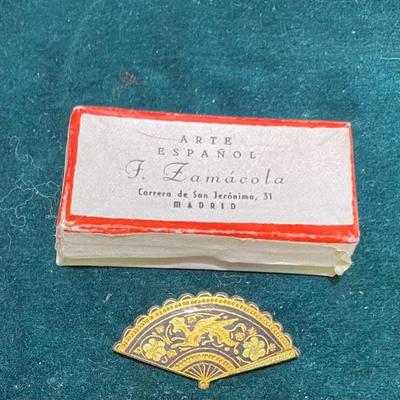 ARTE
ESPAÑOL
F. Zamácola
Carrera de San Jerónimo, 31
MADRID